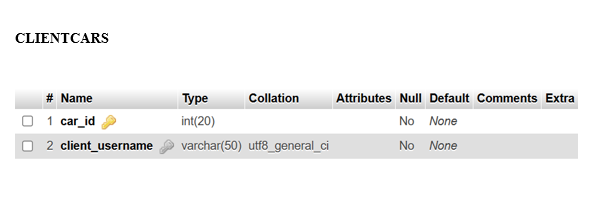 CLIENTCARS
# Name Type Collation Attributes Null Default Comments Extra
1 car_id int(20) No None
2 client_username varchar(50) utf8_general_ci No None